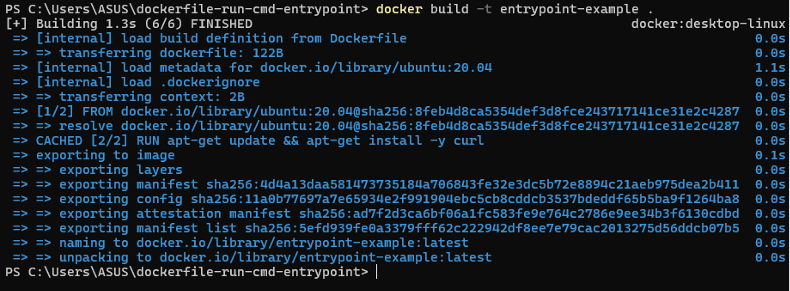 PS C:\Users\ASUS\dockerfile-run-cmd-entrypoint> docker build -t entrypoint-example .
[+] Building 1.3s (6/6) FINISHED docker:desktop-linux
=> [internal] load build definition from Dockerfile 0.0s
=> => transferring dockerfile: 122B 0.0s
=> [internal] load metadata for docker.io/library/ubuntu:20.04 1.1s
=> [internal] load .dockerignore 0.0s
=> => transferring context: 2B 0.0s
=> [1/2] FROM docker.io/library/ubuntu:20.04@sha256:8feb4d8ca5354def3d8fce243717141ce31e2c4287 0.0s
=> => resolve docker.io/library/ubuntu:20.04@sha256:8feb4d8ca5354def3d8fce243717141ce31e2c4287 0.0s
=> CACHED [2/2] RUN apt-get update && apt-get install -y curl 0.0s
=> exporting to image 0.1s
=> => exporting layers 0.0s
=> => exporting manifest sha256:4d4a13daa581473735184a706843fe32e3dc5b72e8894c21aeb975dea2b411 0.0s
=> => exporting config sha256:11a0b77697a7e65934e2f991904ebc5cb8cddcb3537bdeddf65b5ba9f1264ba8 0.0s
=> => exporting attestation manifest sha256:ad7f2d3ca6bf06a1fc583fe9e764c2786e9ee34b3f6130cdbd 0.0s
=> => exporting manifest list sha256:5efd939fe0a3379fff62c222942df8ee7e79cac2013275d56ddcb07b5 0.0s
=> => naming to docker.io/library/entrypoint-example:latest 0.0s
=> => unpacking to docker.io/library/entrypoint-example:latest 0.0s
PS C:\Users\ASUS\dockerfile-run-cmd-entrypoint>